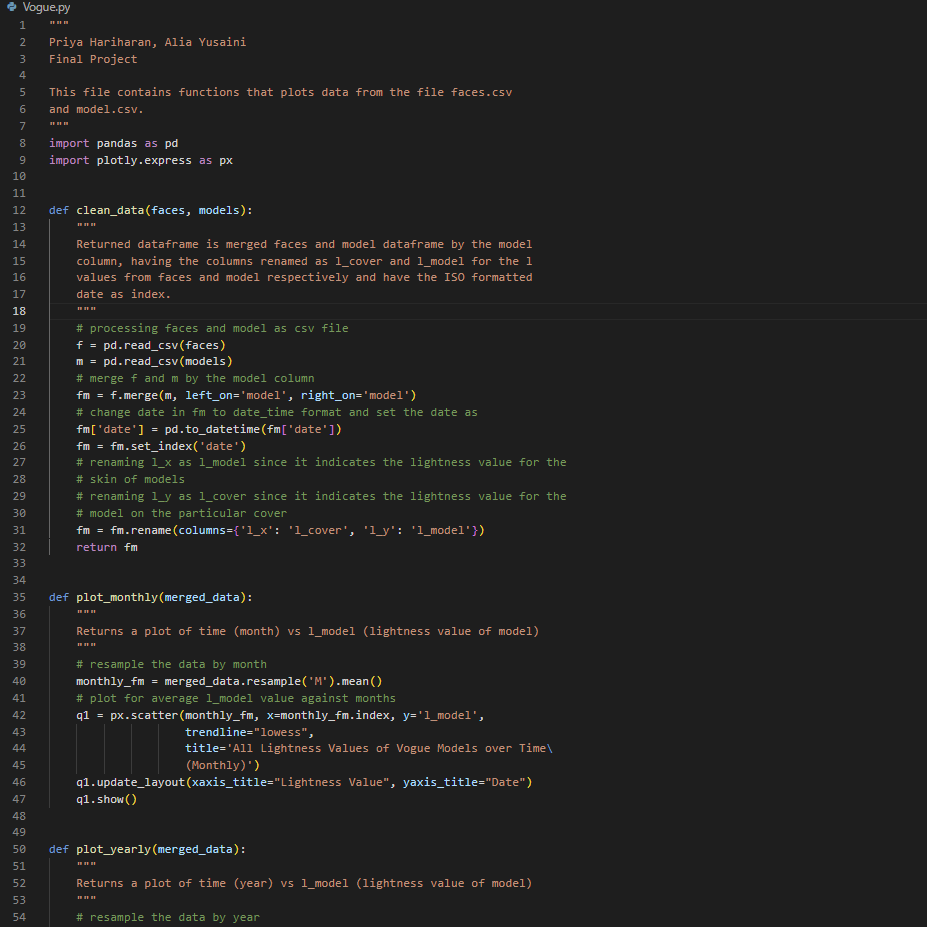 Vogue.py
1 """
2 Priya Hariharan, Alia Yusaini
3 Final Project
4
5 This file contains functions that plots data from the file faces.csv
6 and model.csv.
7 """
8 import pandas as pd
9 import plotly.express as px
10
11
12 def clean_data(faces, models):
13     """
14     Returned dataframe is merged faces and model dataframe by the model
15     column, having the columns renamed as l_cover and l_model for the l
16     values from faces and model respectively and have the ISO formatted
17     date as index.
18     """
19     # processing faces and model as csv file
20     f = pd.read_csv(faces)
21     m = pd.read_csv(models)
22     # merge f and m by the model column
23     fm = f.merge(m, left_on='model', right_on='model')
24     # change date in fm to date_time format and set the date as
25     fm['date'] = pd.to_datetime(fm['date'])
26     fm = fm.set_index('date')
27     # renaming l_x as l_model since it indicates the lightness value for the
28     # skin of models
29     # renaming l_y as l_cover since it indicates the lightness value for the
30     # model on the particular cover
31     fm = fm.rename(columns={'l_x': 'l_cover', 'l_y': 'l_model'})
32     return fm
33
34
35 def plot_monthly(merged_data):
36     """
37     Returns a plot of time (month) vs l_model (lightness value of model)
38     """
39     # resample the data by month
40     monthly_fm = merged_data.resample('M').mean()
41     # plot for average l_model value against months
42     q1 = px.scatter(monthly_fm, x=monthly_fm.index, y='l_model',
43                     trendline="lowess",
44                     title='All Lightness Values of Vogue Models over Time\
45                     (Monthly)')
46     q1.update_layout(xaxis_title="Lightness Value", yaxis_title="Date")
47     q1.show()
48
49
50 def plot_yearly(merged_data):
51     """
52     Returns a plot of time (year) vs l_model (lightness value of model)
53     """
54     # resample the data by year